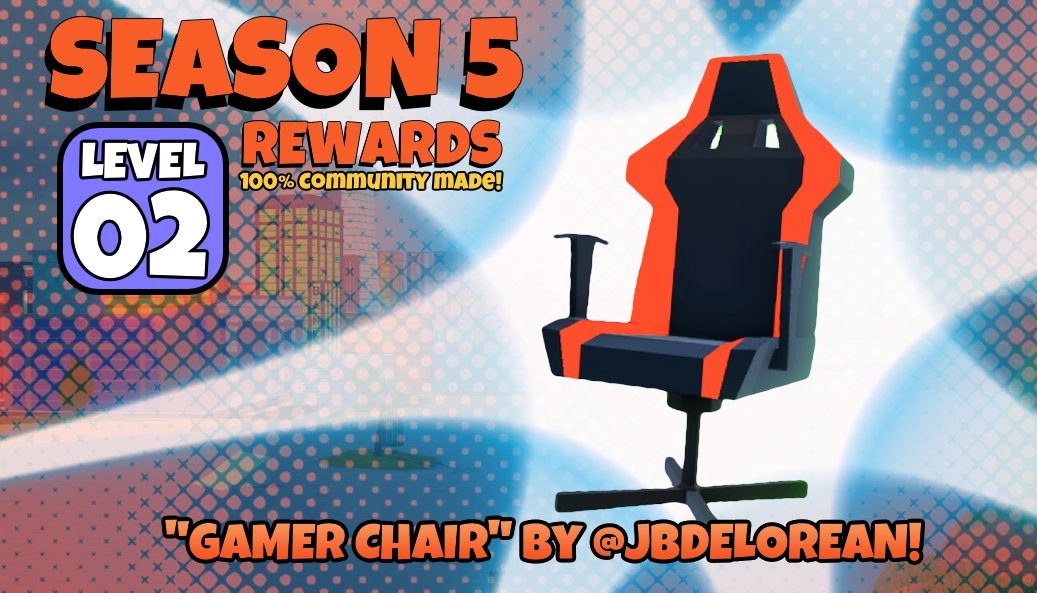 SEASON 5
REWARDS
100% COMMUNITY MADE!
LEVEL
02
"GAMER CHAIR" BY @JBDELOREAN!